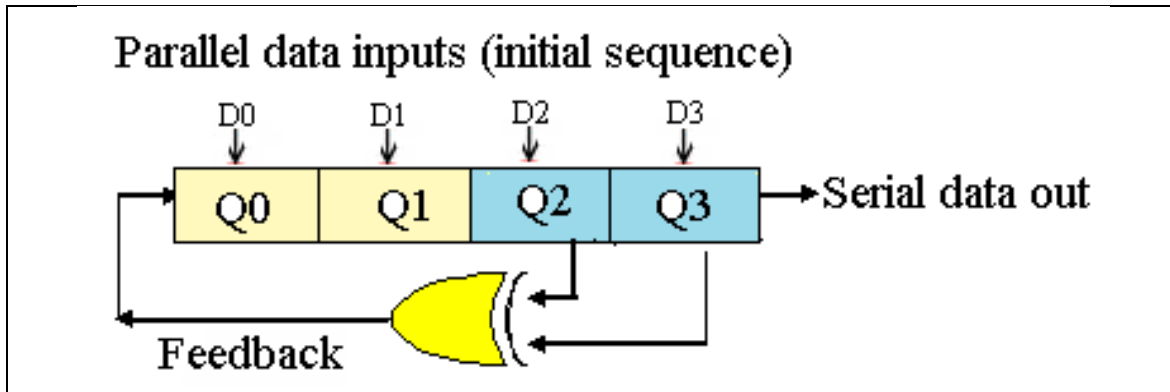 Parallel data inputs (initial sequence)
D0 D1 D2 D3
Q0 Q1 Q2 Q3 Serial data out
Feedback